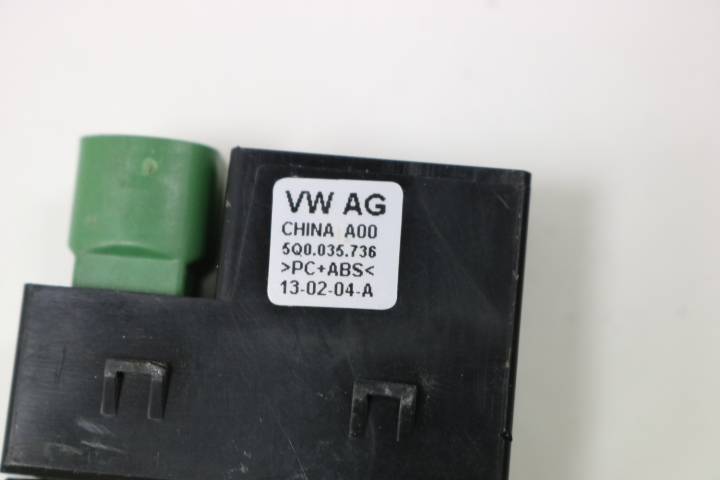 VW AG
CHINA A00
5Q0.035.736
>PC+ABS<
13-02-04-A